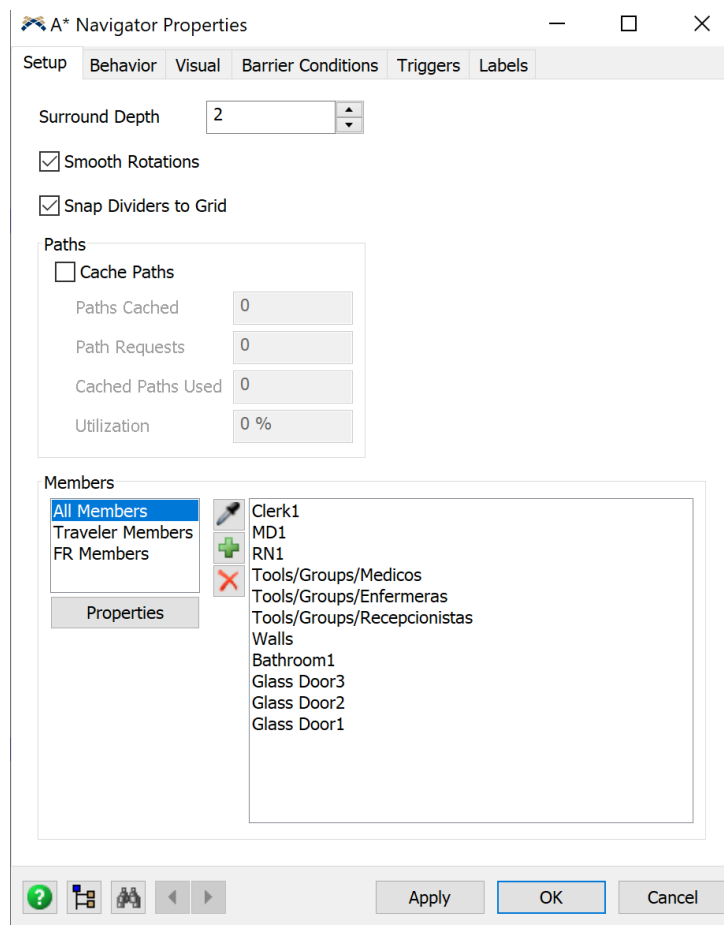 A* Navigator Properties
Setup Behavior Visual Barrier Conditions Triggers Labels
Surround Depth 2
Smooth Rotations
Snap Dividers to Grid
Paths
Cache Paths
Paths Cached 0
Path Requests 0
Cached Paths Used 0
Utilization 0 %
Members
All Members
Traveler Members
FR Members
Properties
Clerk1
MD1
RN1
Tools/Groups/Medicos
Tools/Groups/Enfermeras
Tools/Groups/Recepcionistas
Walls
Bathroom1
Glass Door3
Glass Door2
Glass Door1
? Apply OK Cancel